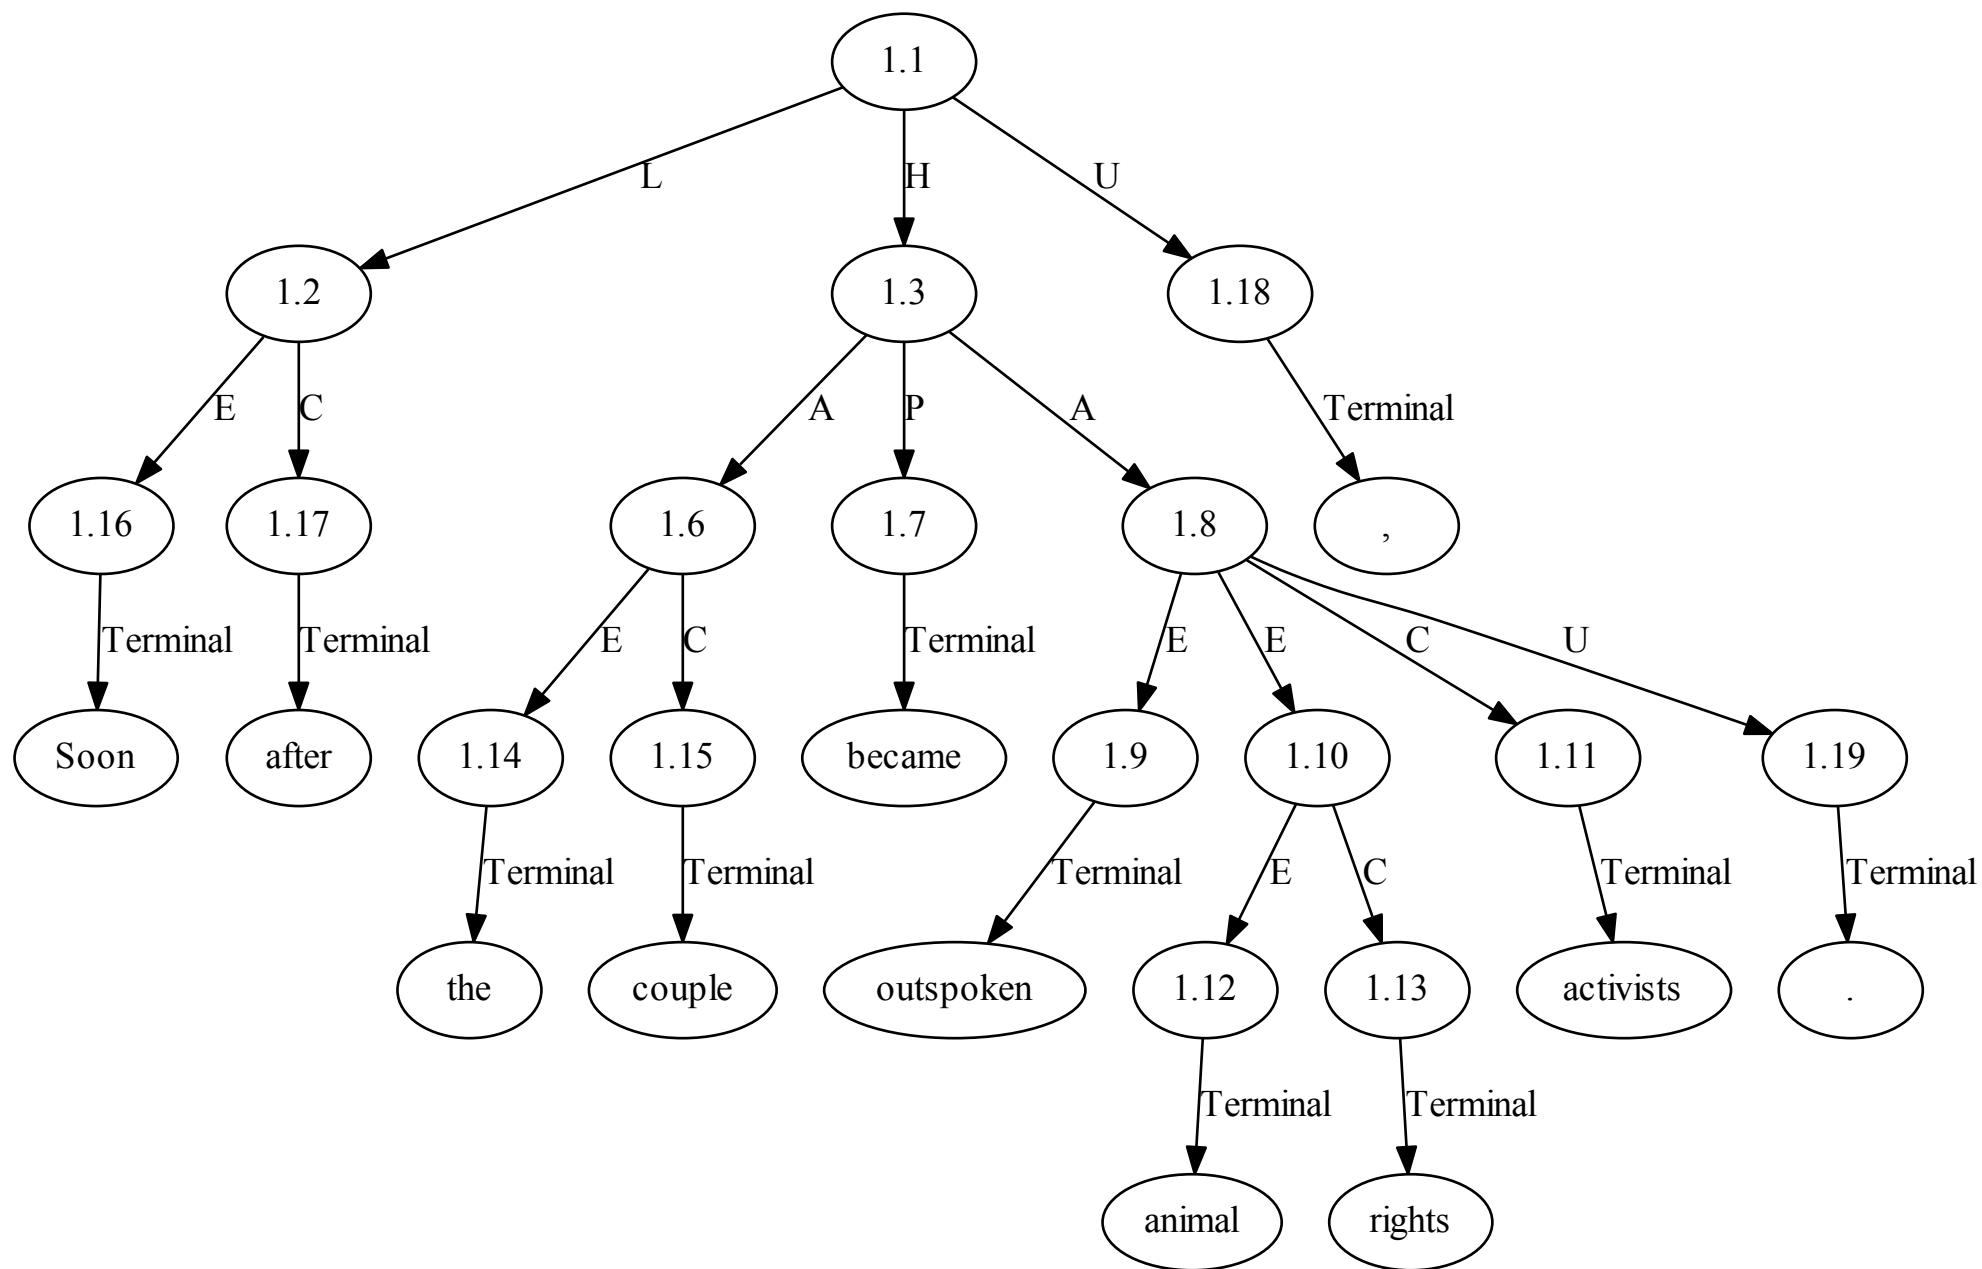 1.1
L H U
1.2 1.3 1.18
E C A P A Terminal
1.16 1.17 1.6 1.7 1.8 ,
Terminal Terminal E C Terminal E E C U
Soon after 1.14 1.15 became 1.9 1.10 1.11 1.19
Terminal Terminal Terminal E C Terminal Terminal
the couple outspoken 1.12 1.13 activists .
Terminal Terminal
animal rights